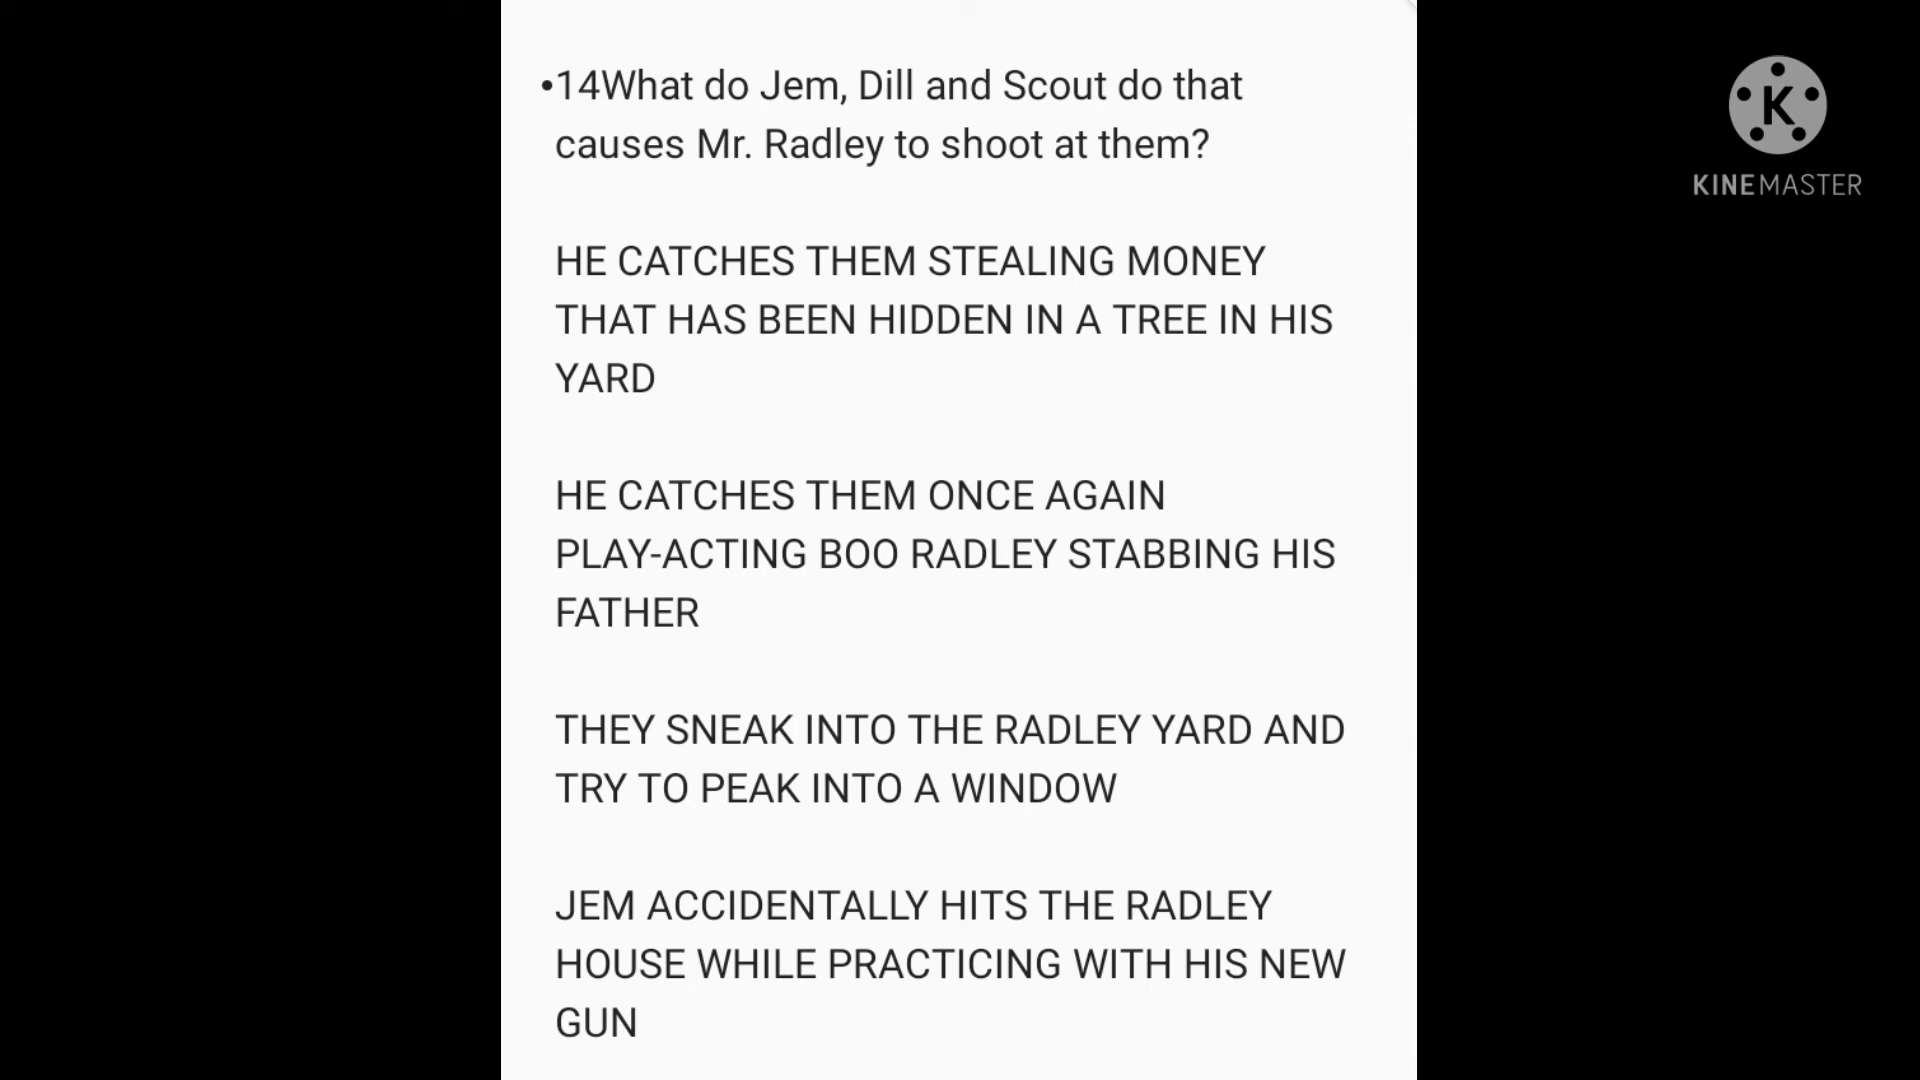 •14What do Jem, Dill and Scout do that
causes Mr. Radley to shoot at them?
HE CATCHES THEM STEALING MONEY
THAT HAS BEEN HIDDEN IN A TREE IN HIS
YARD
HE CATCHES THEM ONCE AGAIN
PLAY-ACTING BOO RADLEY STABBING HIS
FATHER
THEY SNEAK INTO THE RADLEY YARD AND
TRY TO PEAK INTO A WINDOW
JEM ACCIDENTALLY HITS THE RADLEY
HOUSE WHILE PRACTICING WITH HIS NEW
GUN
K
KINEMASTER